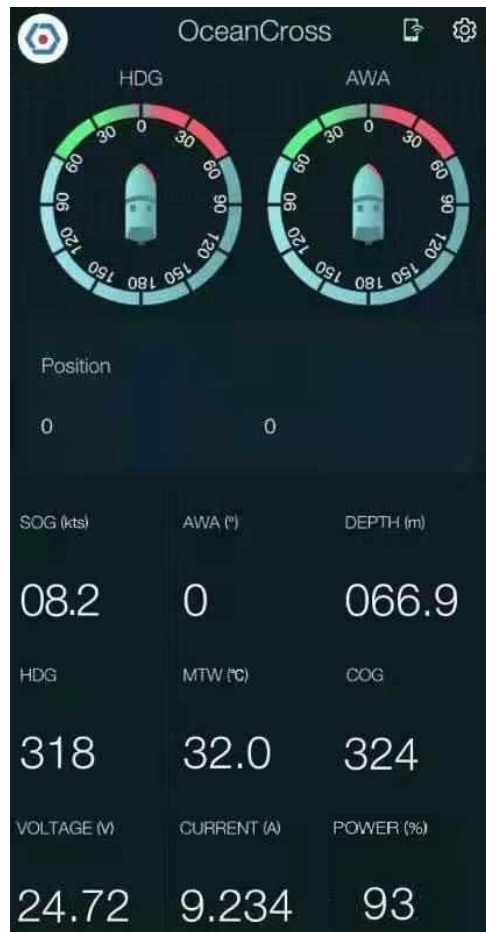 OceanCross
HDG
AWA
0
30
60
90
120
150
180
150
120
90
60
30
0
30
60
90
120
150
180
150
120
90
60
30
Position
0 0
SOG (kts) AWA (°) DEPTH (m)
08.2 0 066.9
HDG MTW (℃) COG
318 32.0 324
VOLTAGE (V) CURRENT (A) POWER (%)
24.72 9.234 93